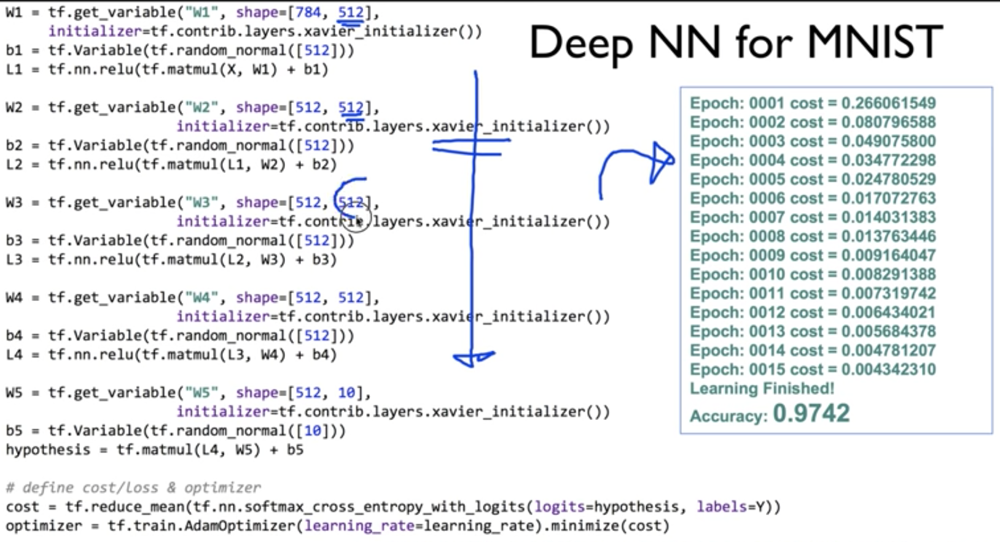 W1 = tf.get_variable("W1", shape=[784, 512],
initializer=tf.contrib.layers.xavier_initializer())
b1 = tf.Variable(tf.random_normal([512]))
L1 = tf.nn.relu(tf.matmul(X, W1) + b1)
W2 = tf.get_variable("W2", shape=[512, 512],
initializer=tf.contrib.layers.xavier_initializer())
b2 = tf.Variable(tf.random_normal([512]))
L2 = tf.nn.relu(tf.matmul(L1, W2) + b2)
W3 = tf.get_variable("W3", shape=[512, 512],
initializer=tf.contrib.layers.xavier_initializer())
b3 = tf.Variable(tf.random_normal([512]))
L3 = tf.nn.relu(tf.matmul(L2, W3) + b3)
W4 = tf.get_variable("W4", shape=[512, 512],
initializer=tf.contrib.layers.xavier_initializer())
b4 = tf.Variable(tf.random_normal([512]))
L4 = tf.nn.relu(tf.matmul(L3, W4) + b4)
W5 = tf.get_variable("W5", shape=[512, 10],
initializer=tf.contrib.layers.xavier_initializer())
b5 = tf.Variable(tf.random_normal([10]))
hypothesis = tf.matmul(L4, W5) + b5
# define cost/loss & optimizer
cost = tf.reduce_mean(tf.nn.softmax_cross_entropy_with_logits(logits=hypothesis, labels=Y))
optimizer = tf.train.AdamOptimizer(learning_rate=learning_rate).minimize(cost)
Deep NN for MNIST
Epoch: 0001 cost = 0.266061549
Epoch: 0002 cost = 0.080796588
Epoch: 0003 cost = 0.049075800
Epoch: 0004 cost = 0.034772298
Epoch: 0005 cost = 0.024780529
Epoch: 0006 cost = 0.017072763
Epoch: 0007 cost = 0.014031383
Epoch: 0008 cost = 0.013763446
Epoch: 0009 cost = 0.009164047
Epoch: 0010 cost = 0.008291388
Epoch: 0011 cost = 0.007319742
Epoch: 0012 cost = 0.006434021
Epoch: 0013 cost = 0.005684378
Epoch: 0014 cost = 0.004781207
Epoch: 0015 cost = 0.004342310
Learning Finished!
Accuracy: 0.9742